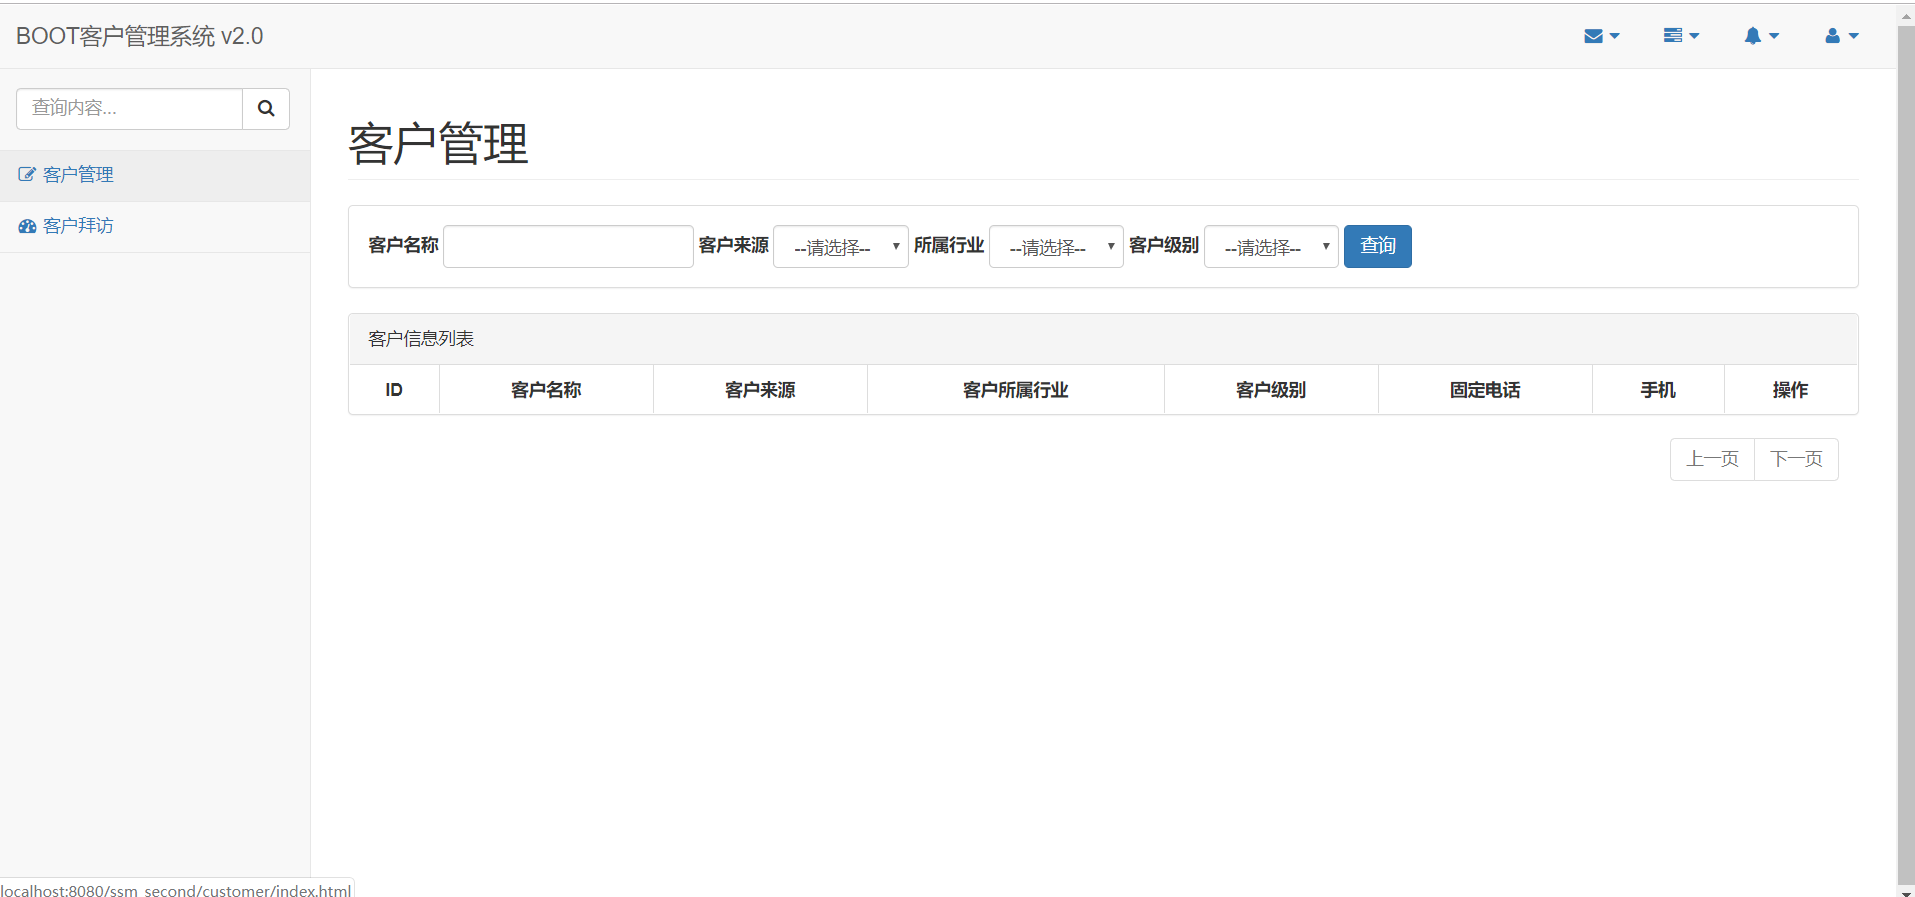 BOOT客户管理系统 v2.0
查询内容...
客户管理
客户拜访
客户管理
客户名称 客户来源 --请选择-- 所属行业 --请选择-- 客户级别 --请选择-- 查询
客户信息列表
ID 客户名称 客户来源 客户所属行业 客户级别 固定电话 手机 操作
上一页 下一页
localhost:8080/ssm_second/customer/index.html